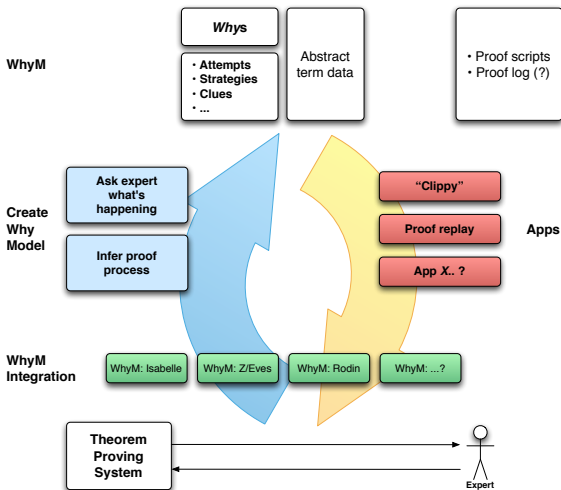 WhyM
Whys
• Attempts
• Strategies
• Clues
• ...
Abstract
term data
• Proof scripts
• Proof log (?)
Create
Why
Model
Ask expert
what's
happening
Infer proof
process
"Clippy"
Proof replay
App X.. ?
Apps
WhyM
Integration
WhyM: Isabelle
WhyM: Z/Eves
WhyM: Rodin
WhyM: ...?
Theorem
Proving
System
Expert